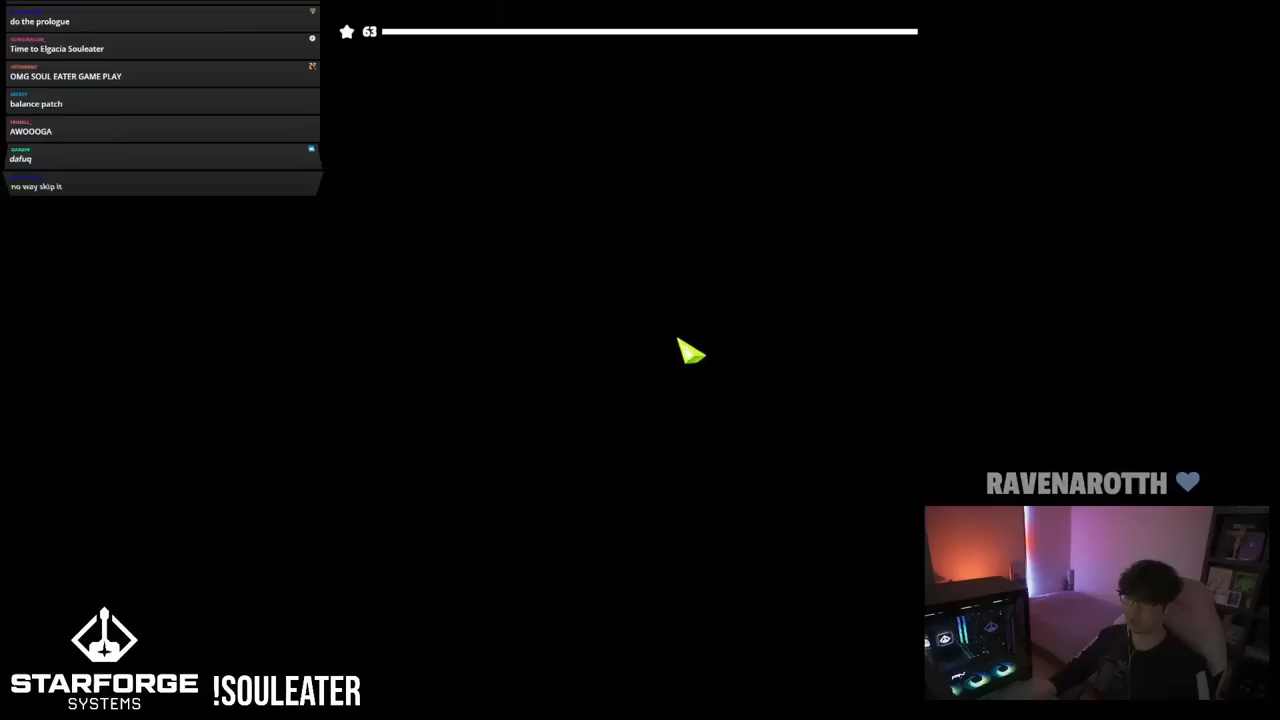 do the prologue
63
Time to Elgacia Souleater
OMG SOUL EATER GAME PLAY
balance patch
AWOOOGA
dafuq
no way skip it
RAVENAROTTH
STARFORGE
SYSTEMS
!SOULEATER